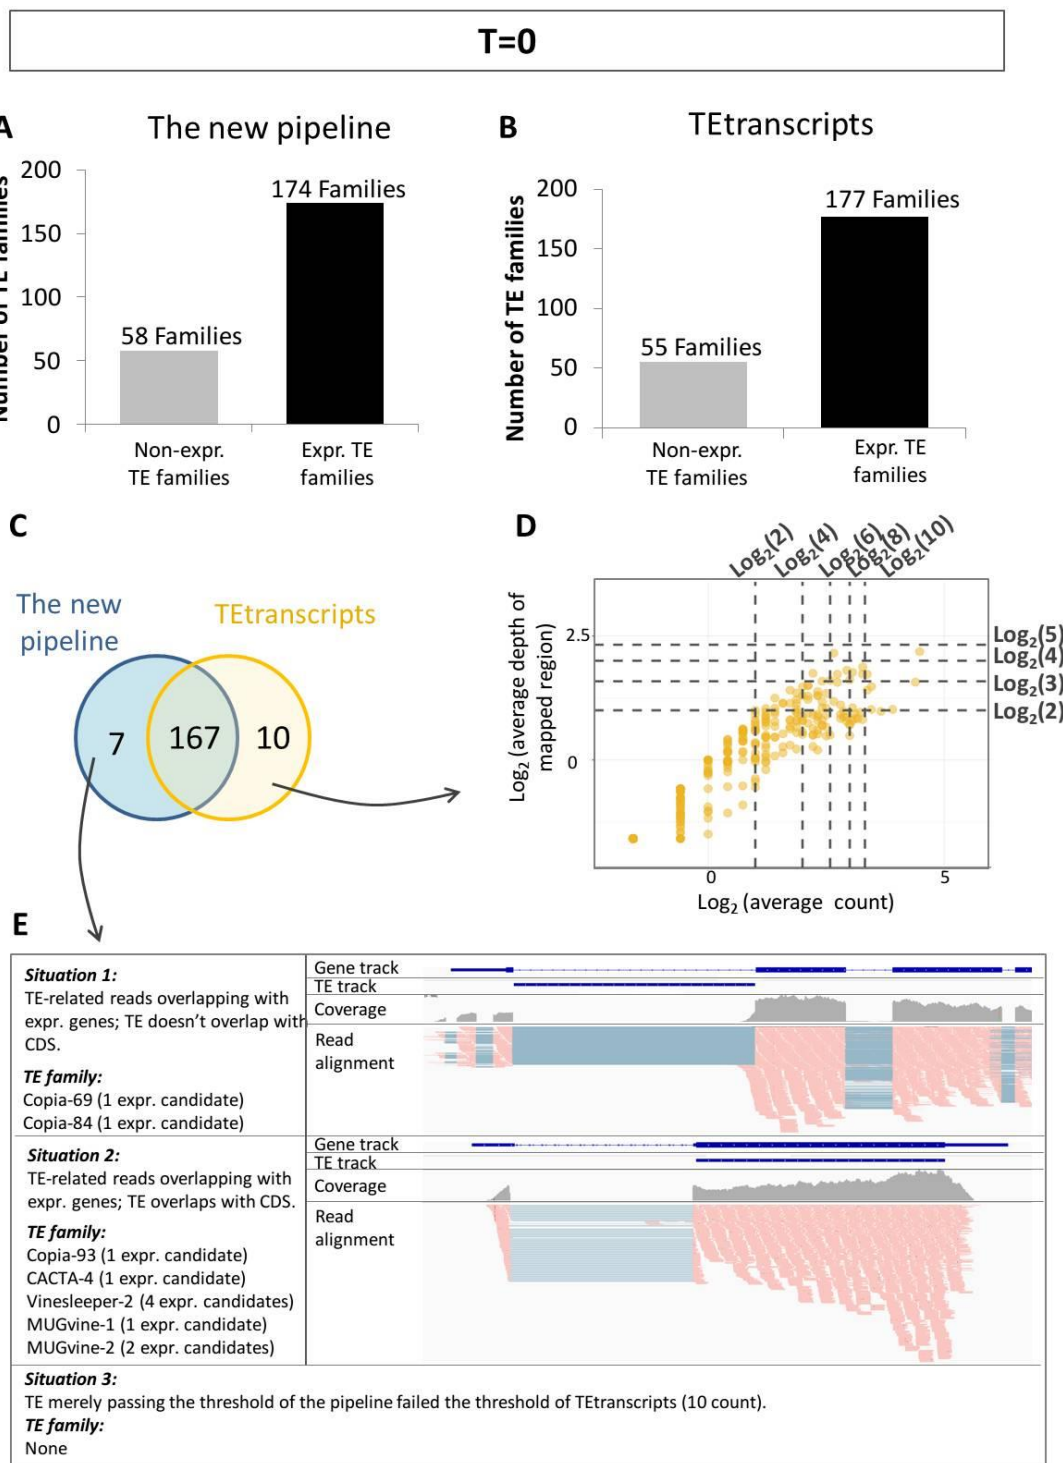 T=0
A
The new pipeline
Number of TE families
200
150
100
50
0
58 Families
174 Families
Non-expr.
TE families
Expr. TE
families
B
TEtranscripts
Number of TE families
200
150
100
50
0
55 Families
177 Families
Non-expr.
TE families
Expr. TE
families
C
The new
pipeline
TEtranscripts
7
167
10
D
Log₂(2)
Log₂(4)
Log₂(6)
Log₂(8)
Log₂(10)
Log₂ (average depth of
mapped region)
2.5
0
Log₂(5)
Log₂(4)
Log₂(3)
Log₂(2)
0
5
Log₂ (average count)
E
Situation 1:
TE-related reads overlapping with
expr. genes; TE doesn't overlap with
CDS.
TE family:
Copia-69 (1 expr. candidate)
Copia-84 (1 expr. candidate)
Gene track
TE track
Coverage
Read
alignment
Situation 2:
TE-related reads overlapping with
expr. genes; TE overlaps with CDS.
TE family:
Copia-93 (1 expr. candidate)
CACTA-4 (1 expr. candidate)
Vinesleeper-2 (4 expr. candidates)
MUGvine-1 (1 expr. candidate)
MUGvine-2 (2 expr. candidates)
Gene track
TE track
Coverage
Read
alignment
Situation 3:
TE merely passing the threshold of the pipeline failed the threshold of TEtranscripts (10 count).
TE family:
None